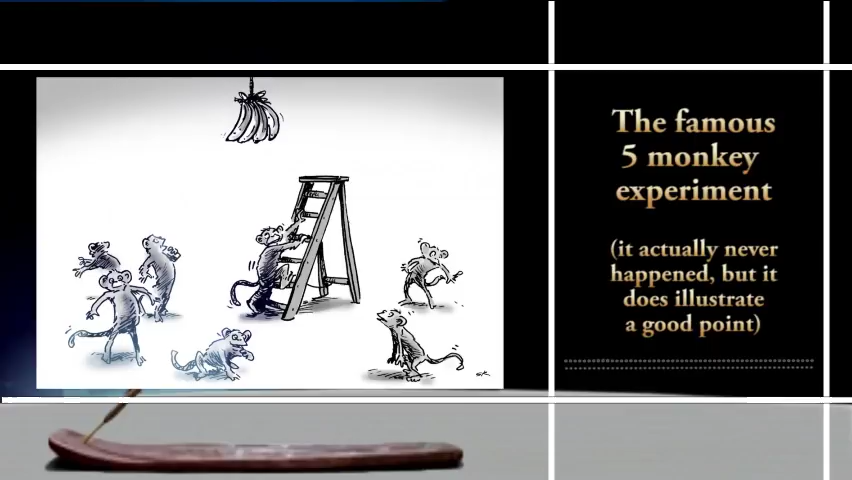 The famous
5 monkey
experiment
(it actually never
happened, but it
does illustrate
a good point)